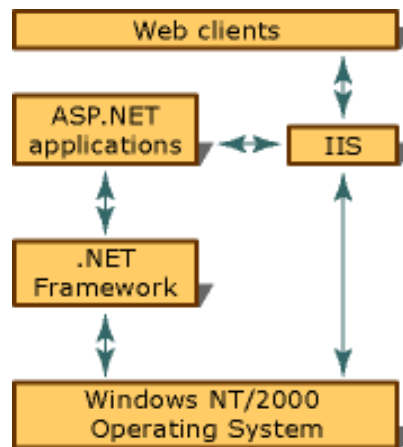 Web clients
ASP.NET
applications
IIS
.NET
Framework
Windows NT/2000
Operating System